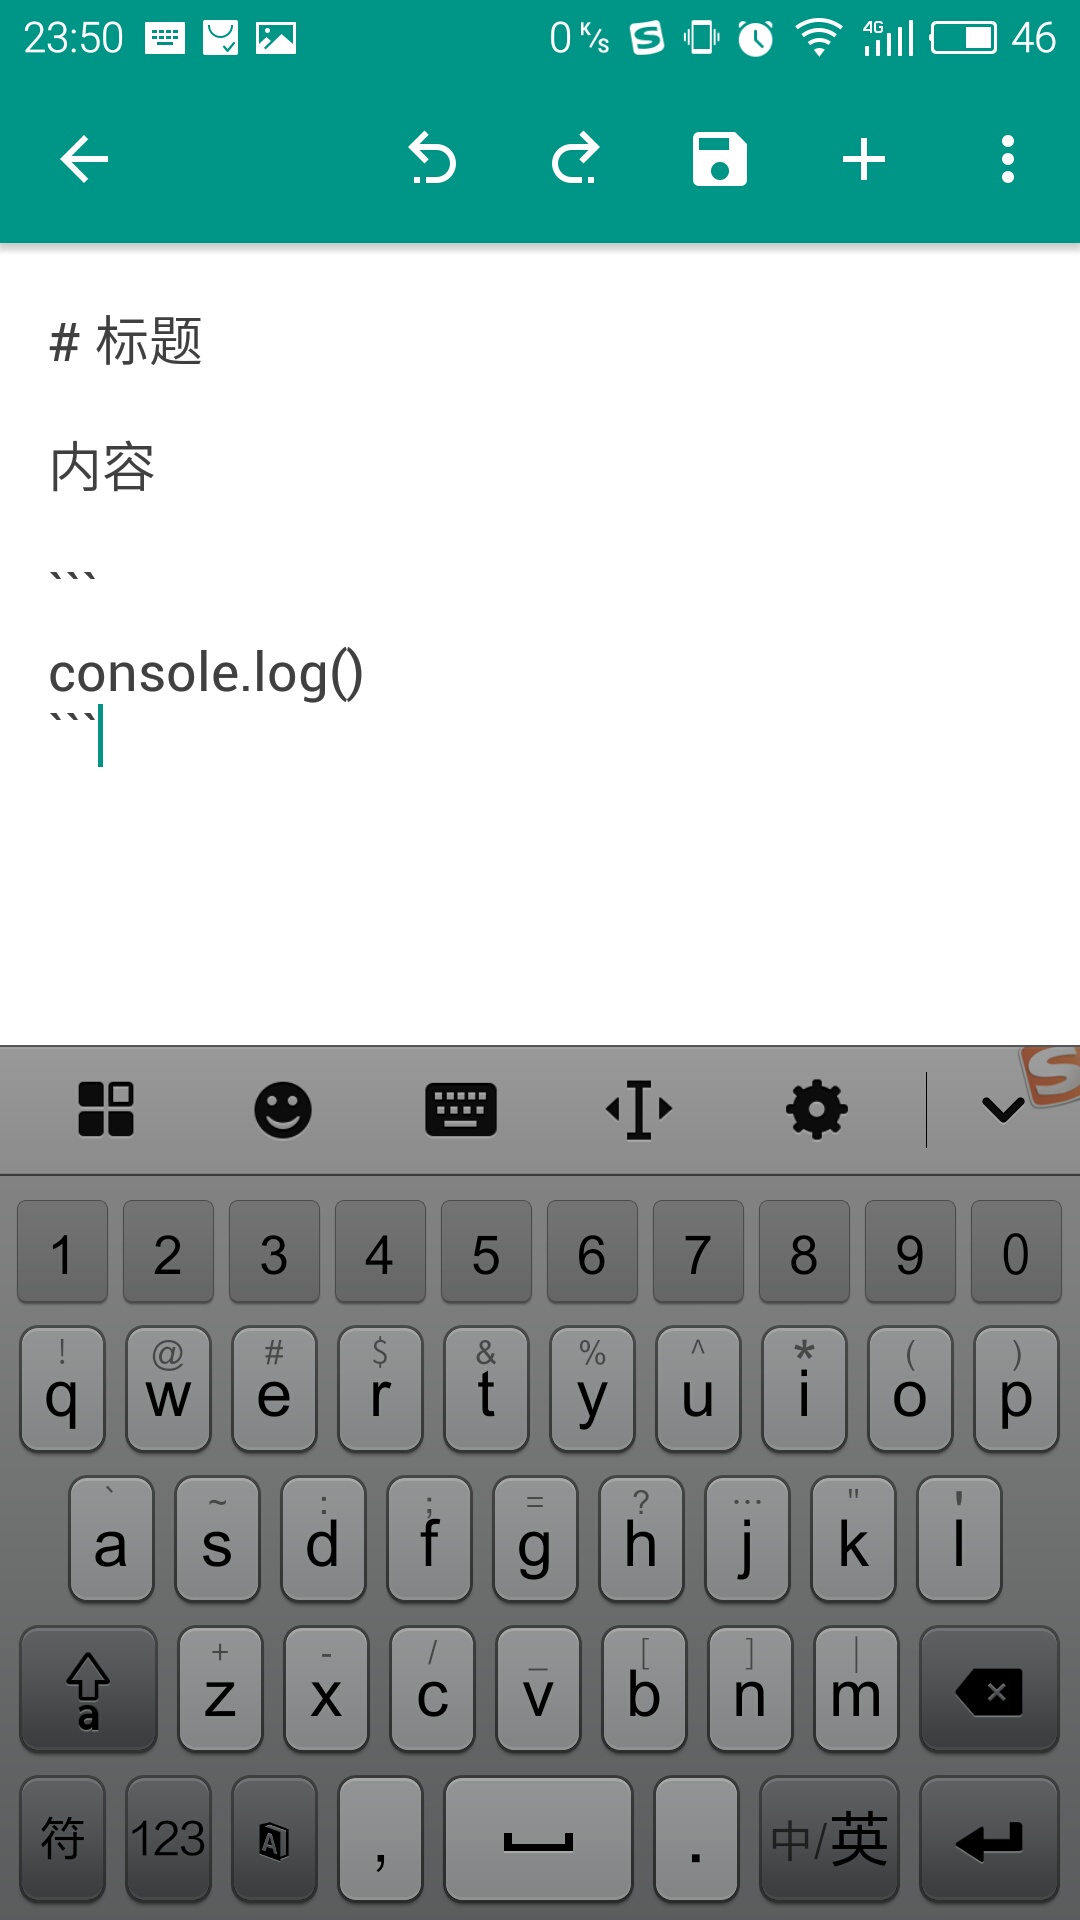 23:50 0 K/s 4G 46
# 标题
内容
```
console.log()
```
1 2 3 4 5 6 7 8 9 0
! @ # $ & % ^ * ( )
q w e r t y u i o p
` ~ : ; = ? … " '
a s d f g h j k l
+ - / _ [ ] |
a z x c v b n m
符 123 A , . 中/英